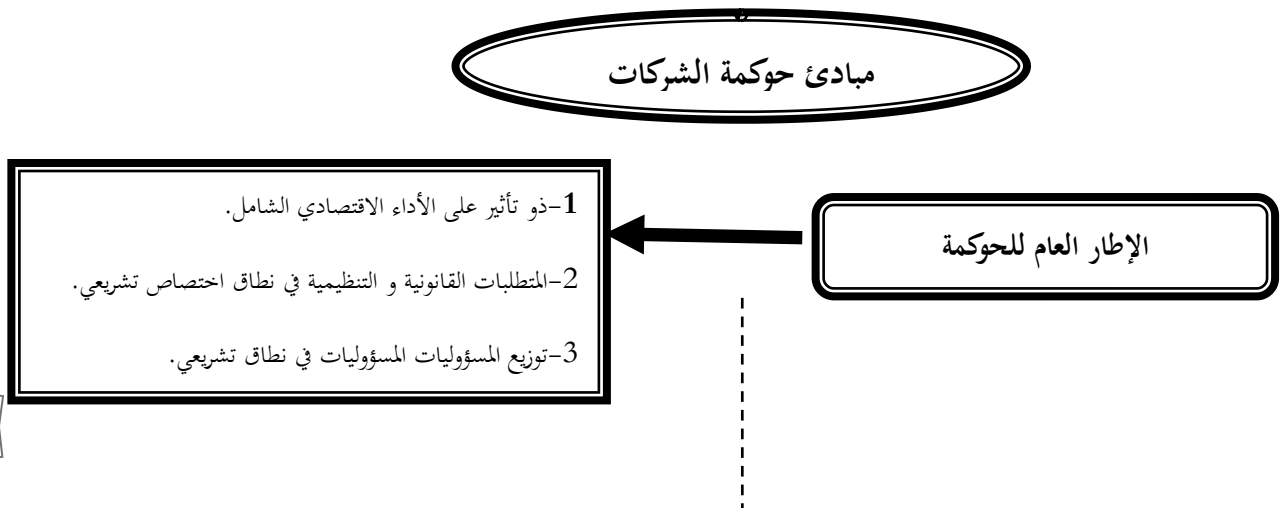 مبادئ حوكمة الشركات
الإطار العام للحوكمة
1-ذو تأثير على الأداء الاقتصادي الشامل.
2-المتطلبات القانونية و التنظيمية في نطاق اختصاص تشريعي.
3-توزيع المسؤوليات المسؤوليات في نطاق تشريعي.